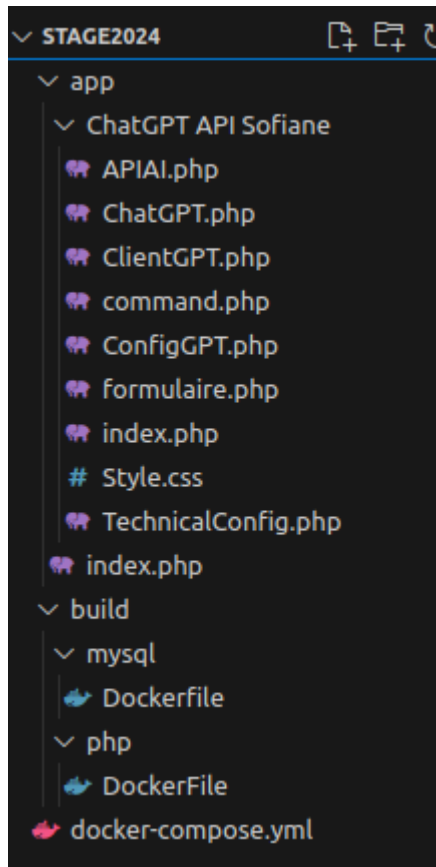 STAGE2024
app
ChatGPT API Sofiane
APIAI.php
ChatGPT.php
ClientGPT.php
command.php
ConfigGPT.php
formulaire.php
index.php
# Style.css
TechnicalConfig.php
index.php
build
mysql
Dockerfile
php
DockerFile
docker-compose.yml